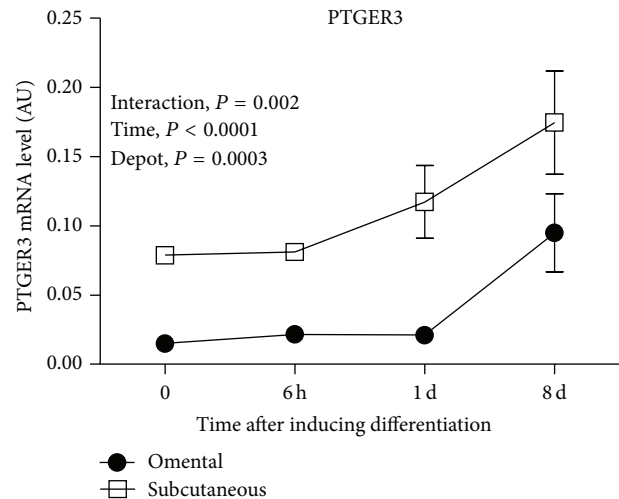 PTGER3
0.25
0.20
0.15
0.10
0.05
0.00
PTGER3 mRNA level (AU)
Interaction, P = 0.002
Time, P < 0.0001
Depot, P = 0.0003
0 6 h 1 d 8 d
Time after inducing differentiation
Omental
Subcutaneous